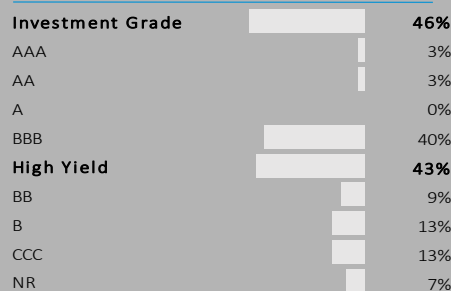 Investment Grade 46%
AAA 3%
AA 3%
A 0%
BBB 40%
High Yield 43%
BB 9%
B 13%
CCC 13%
NR 7%